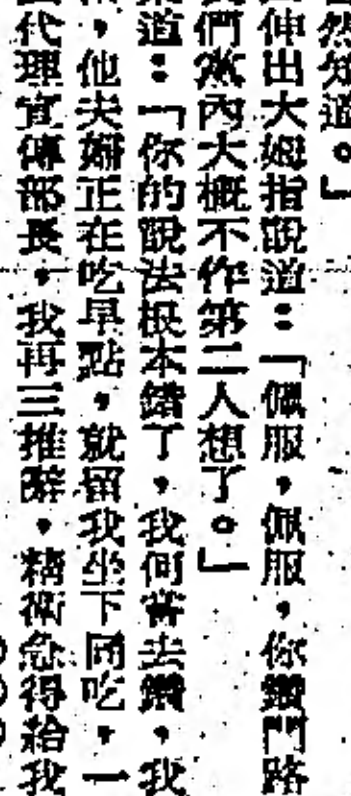 然知道。」
伸出大姆指說道：「佩服，佩服，你鑽門路
們黨內大概不作第二人想了。」
道：「你的說法根本錯了，我何嘗去鑽，我
，他夫婦正在吃早點，就留我坐下同吃，一
代理宣傳部長，我再三推辭，精衛急得給我